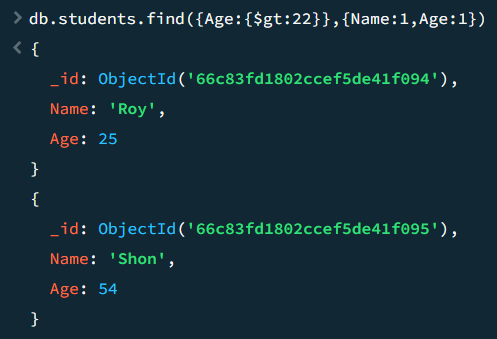 > db.students.find({Age:{$gt:22}},{Name:1,Age:1})
< {
_id: ObjectId('66c83fd1802ccef5de41f094'),
Name: 'Roy',
Age: 25
}
{
_id: ObjectId('66c83fd1802ccef5de41f095'),
Name: 'Shon',
Age: 54
}